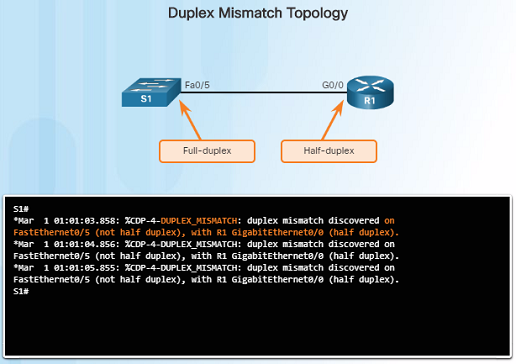 Duplex Mismatch Topology
Fa0/5
G0/0
S1
R1
Full-duplex
Half-duplex
S1#
*Mar 1 01:01:03.858: %CDP-4-DUPLEX_MISMATCH: duplex mismatch discovered on
FastEthernet0/5 (not half duplex), with R1 GigabitEthernet0/0 (half duplex).
*Mar 1 01:01:04.856: %CDP-4-DUPLEX_MISMATCH: duplex mismatch discovered on
FastEthernet0/5 (not half duplex), with R1 GigabitEthernet0/0 (half duplex).
*Mar 1 01:01:05.855: %CDP-4-DUPLEX_MISMATCH: duplex mismatch discovered on
FastEthernet0/5 (not half duplex), with R1 GigabitEthernet0/0 (half duplex).
S1#